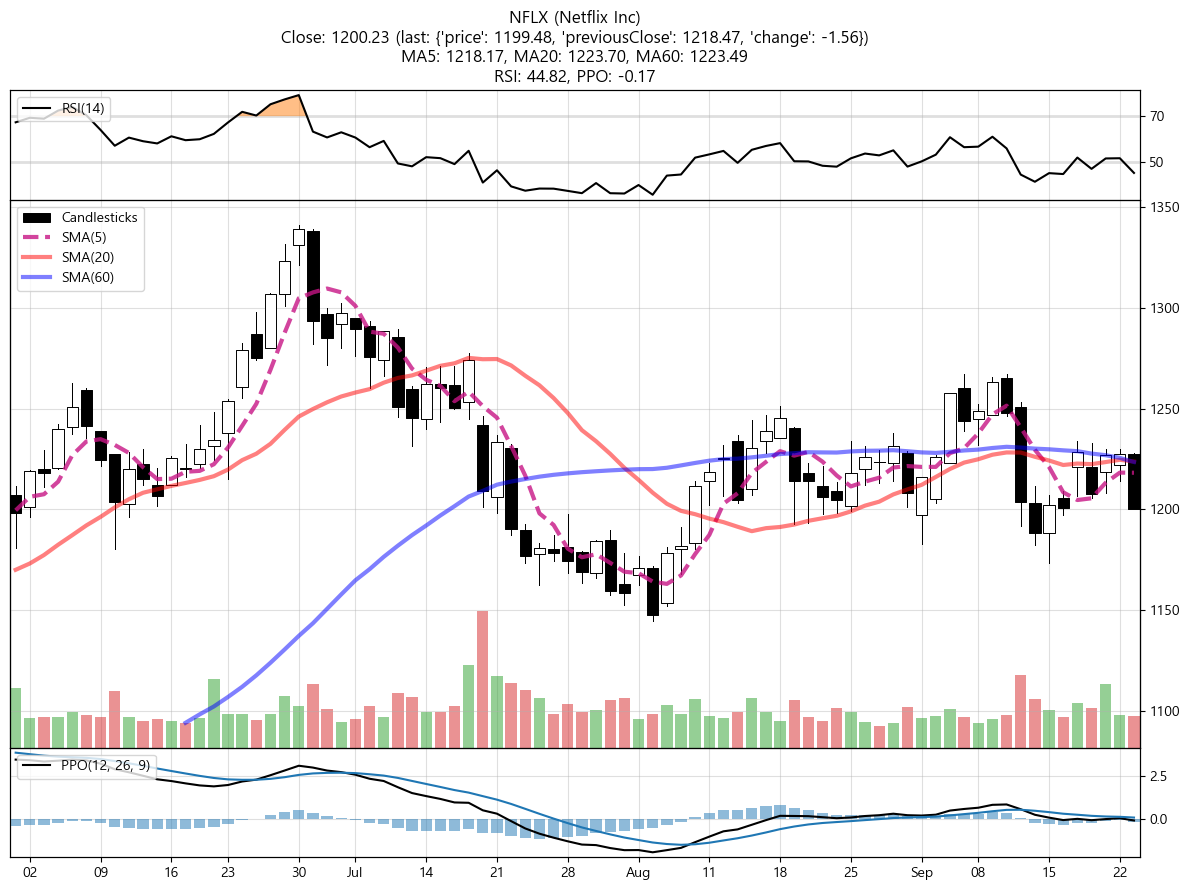 NFLX (Netflix Inc)
Close: 1200.23 (last: {'price': 1199.48, 'previousClose': 1218.47, 'change': -1.56})
MA5: 1218.17, MA20: 1223.70, MA60: 1223.49
RSI: 44.82, PPO: -0.17
RSI(14)
70
50
Candlesticks
SMA(5)
SMA(20)
SMA(60)
1350
1300
1250
1200
1150
1100
PPO(12, 26, 9)
2.5
0.0
02 09 16 23 30 Jul 14 21 28 Aug 11 18 25 Sep 08 15 22